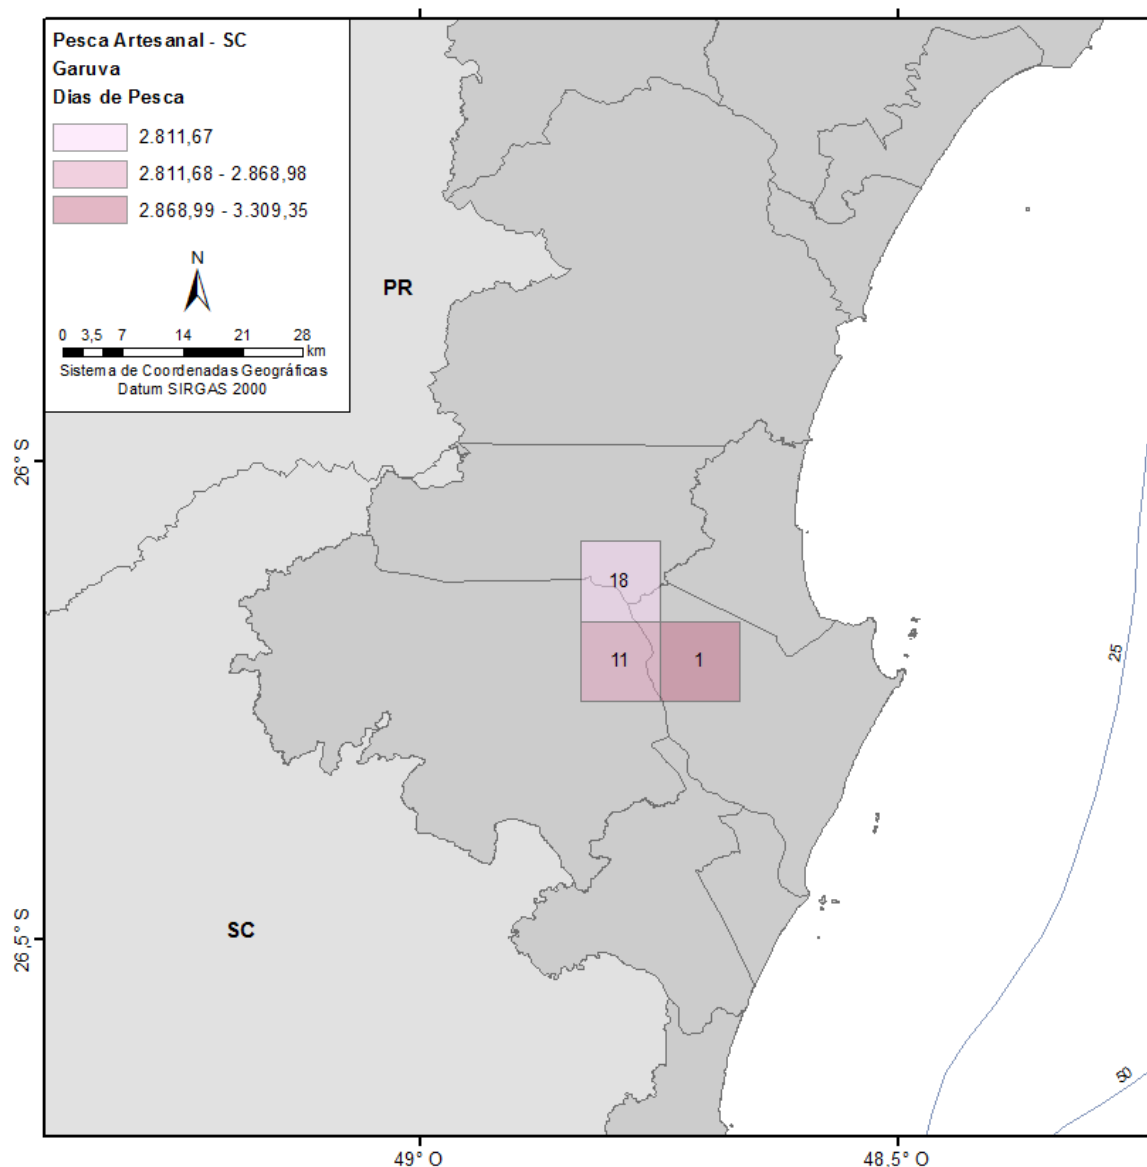 Pesca Artesanal - SC
Garuva
Dias de Pesca
2.811,67
2.811,68 - 2.868,98
2.868,99 - 3.309,35
N
0 3,5 7 14 21 28
km
Sistema de Coordenadas Geográficas
Datum SIRGAS 2000
PR
26° S
18
11
1
25
SC
26,5° S
50
49° O
48,5° O